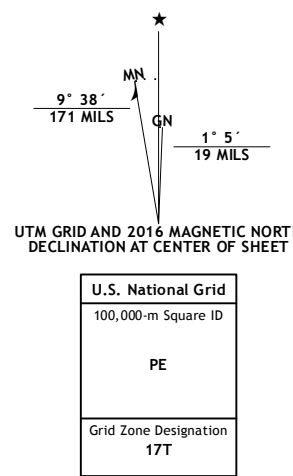 ★
MN
GN
9° 38´
171 MILS
1° 5´
19 MILS
UTM GRID AND 2016 MAGNETIC NORT
DECLINATION AT CENTER OF SHEET
U.S. National Grid
100,000-m Square ID
PE
Grid Zone Designation
17T